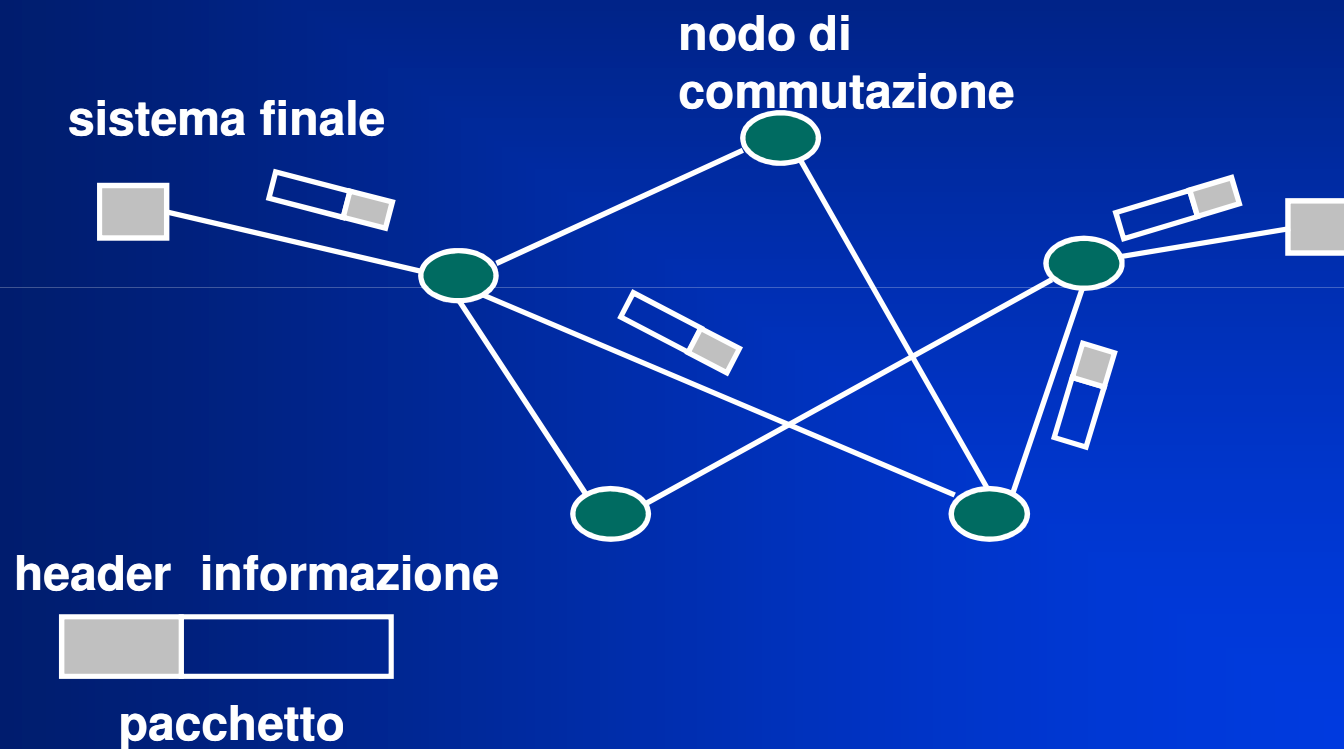 nodo di
commutazione
sistema finale
header informazione
pacchetto